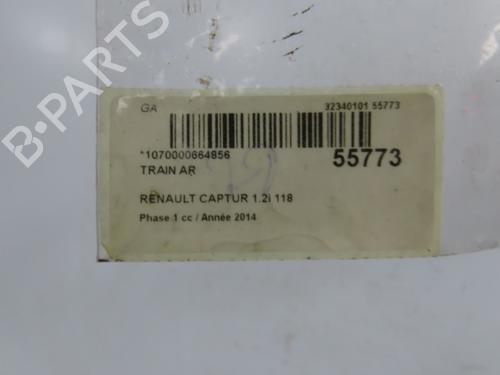 B-PARTS
GA
32340101 55773
*1070000664856
55773
TRAIN AR
RENAULT CAPTUR 1.2i 118
Phase 1 cc / Année 2014